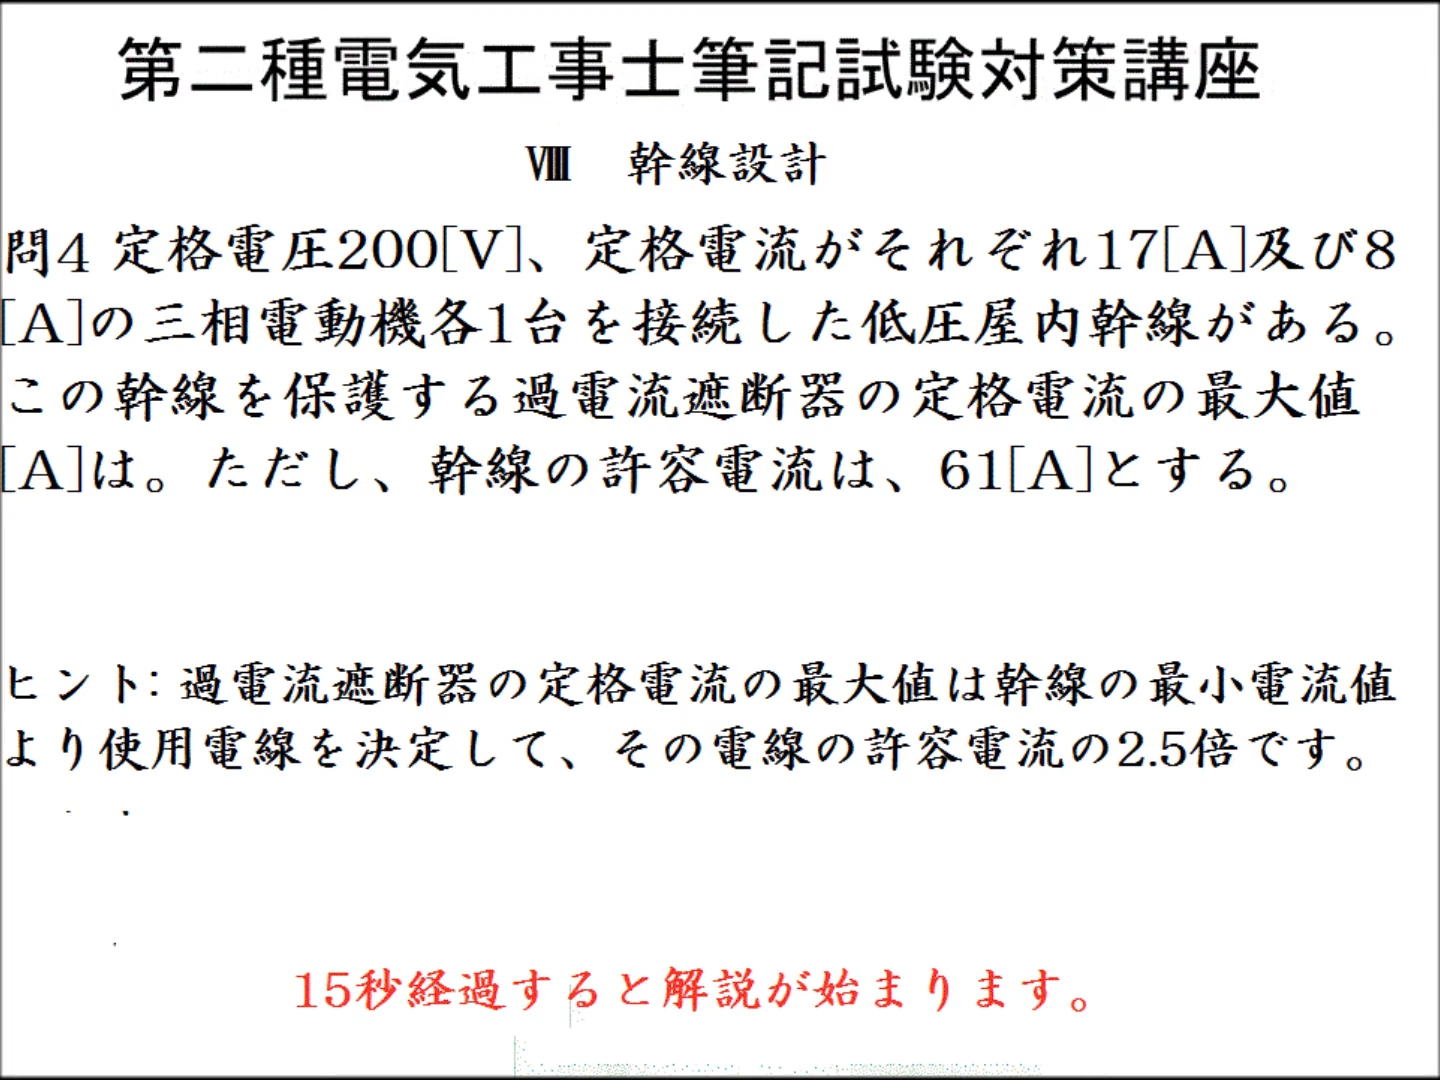 第二種電気工事士筆記試験対策講座
Ⅷ 幹線設計
問4 定格電圧200[V]、定格電流がそれぞれ17[A]及び8
[A]の三相電動機各1台を接続した低圧屋内幹線がある。
この幹線を保護する過電流遮断器の定格電流の最大値
[A]は。ただし、幹線の許容電流は、61[A]とする。
ヒント: 過電流遮断器の定格電流の最大値は幹線の最小電流値
より使用電線を決定して、その電線の許容電流の2.5倍です。
15秒経過すると解説が始まります。